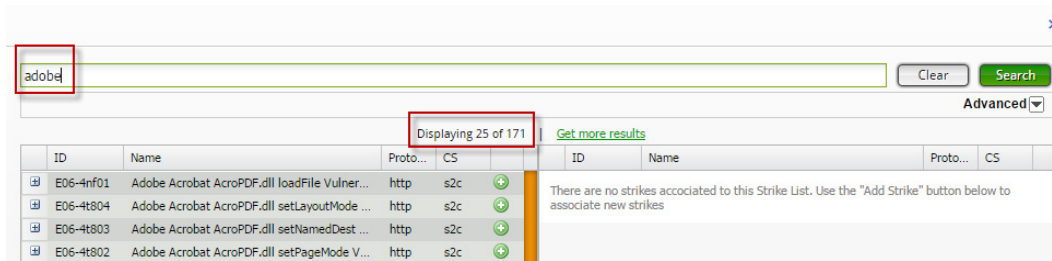 adobe
Clear
Search
Advanced
Displaying 25 of 171 | Get more results
ID Name Proto... CS
ID Name Proto... CS
E06-4nf01 Adobe Acrobat AcroPDF.dll loadFile Vulner... http s2c
E06-4t804 Adobe Acrobat AcroPDF.dll setLayoutMode ... http s2c
E06-4t803 Adobe Acrobat AcroPDF.dll setNamedDest ... http s2c
E06-4t802 Adobe Acrobat AcroPDF.dll setPageMode V... http s2c
There are no strikes accociated to this Strike List. Use the "Add Strike" button below to
associate new strikes